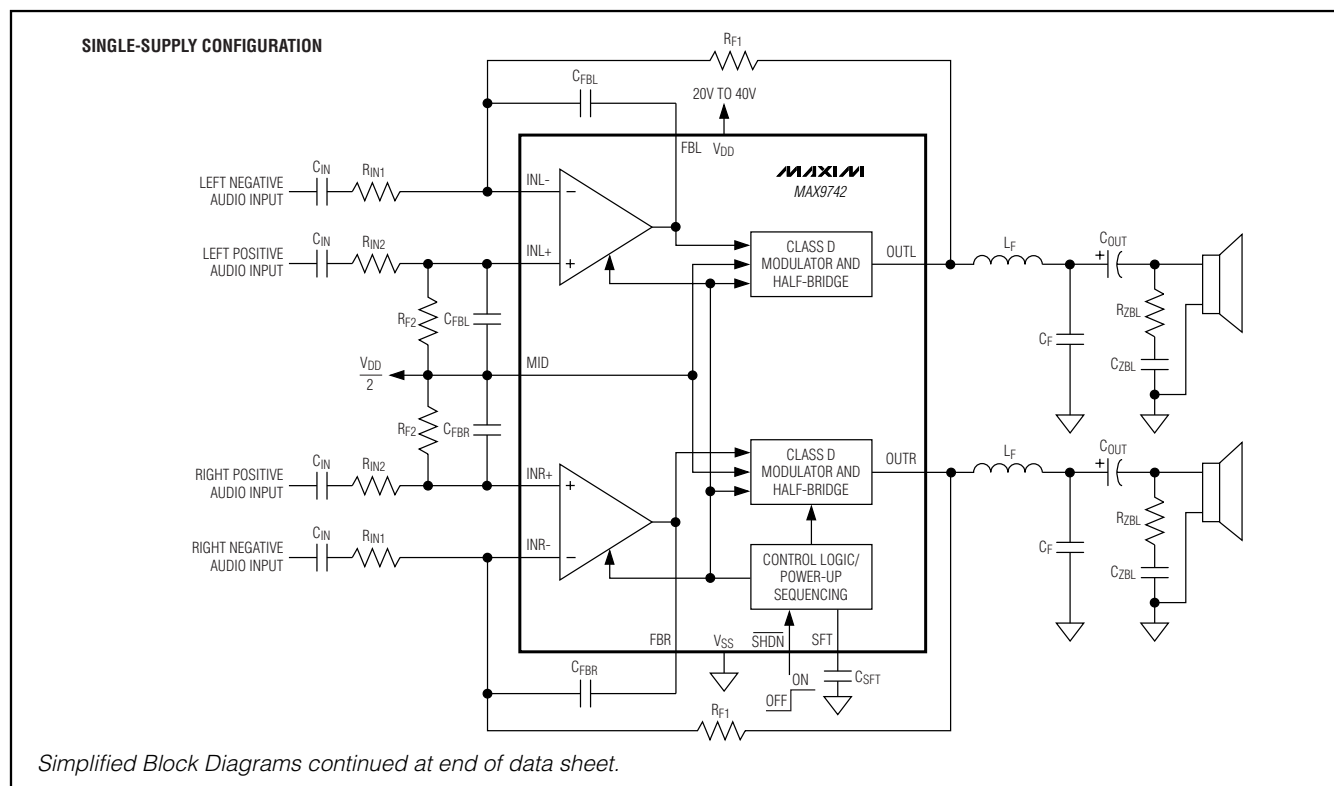 SINGLE-SUPPLY CONFIGURATION
RF1
CFBL
20V TO 40V
FBL
VDD
MAXIM
MAX9742
LEFT NEGATIVE
AUDIO INPUT
CIN
RIN1
INL-
−
LEFT POSITIVE
AUDIO INPUT
CIN
RIN2
INL+
+
CLASS D
MODULATOR AND
HALF-BRIDGE
OUTL
LF
COUT
+
RF2
CFBL
CF
RZBL
CZBL
VDD
2
MID
RF2
CFBR
RIGHT POSITIVE
AUDIO INPUT
CIN
RIN2
INR+
+
CLASS D
MODULATOR AND
HALF-BRIDGE
OUTR
LF
COUT
+
RIGHT NEGATIVE
AUDIO INPUT
CIN
RIN1
INR-
−
CONTROL LOGIC/
POWER-UP
SEQUENCING
CF
RZBL
CZBL
FBR
VSS
SHDN
SFT
CFBR
ON
OFF
CSFT
RF1
Simplified Block Diagrams continued at end of data sheet.